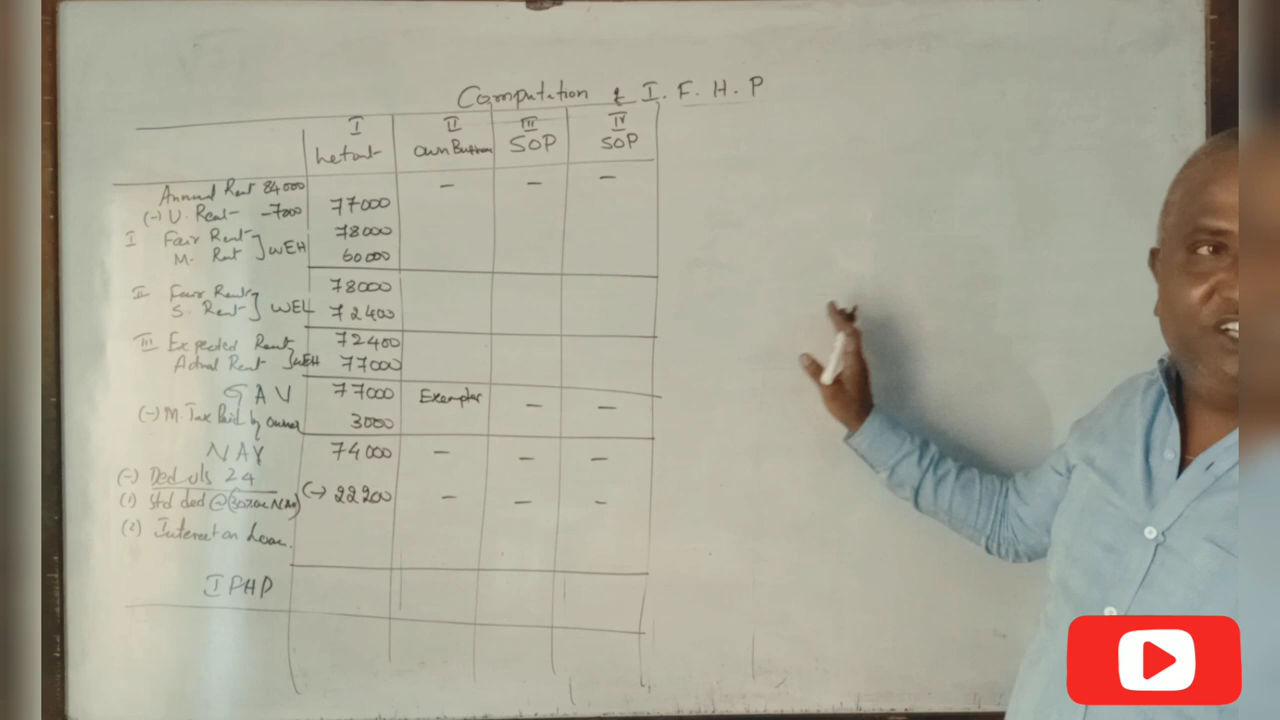 Computation of I. F. H. P
I II III IV
Letout own Business SOP SOP
Annual Rent 84000 — — —
(-) U. Rent -7000 77000
I Fair Rent 78000
M. Rent WEH 60000
II Fair Rent 78000
S. Rent WEL 72400
III Expected Rent 72400
Actual Rent WEH 77000
GAV 77000 Exempted — —
(-) M. Tax Paid by owner 3000
NAV 74000 — — —
(-) Ded u/s 24
(1) Std ded @ (30% on NAV) (-) 22200 — — —
(2) Interest on Loan.
IFHP